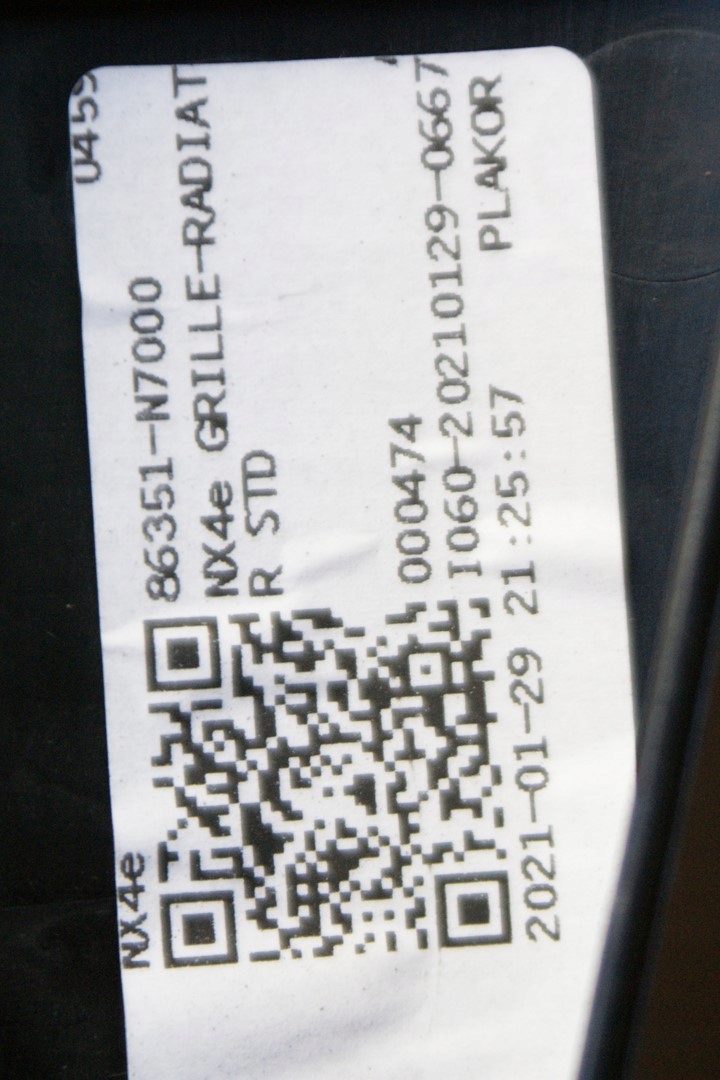 NX4e
U459
86351-N7000
NX4e GRILLE-RADIAT
R STD
000474
I060-20210129-0667
PLAKOR
2021-01-29 21:25:57